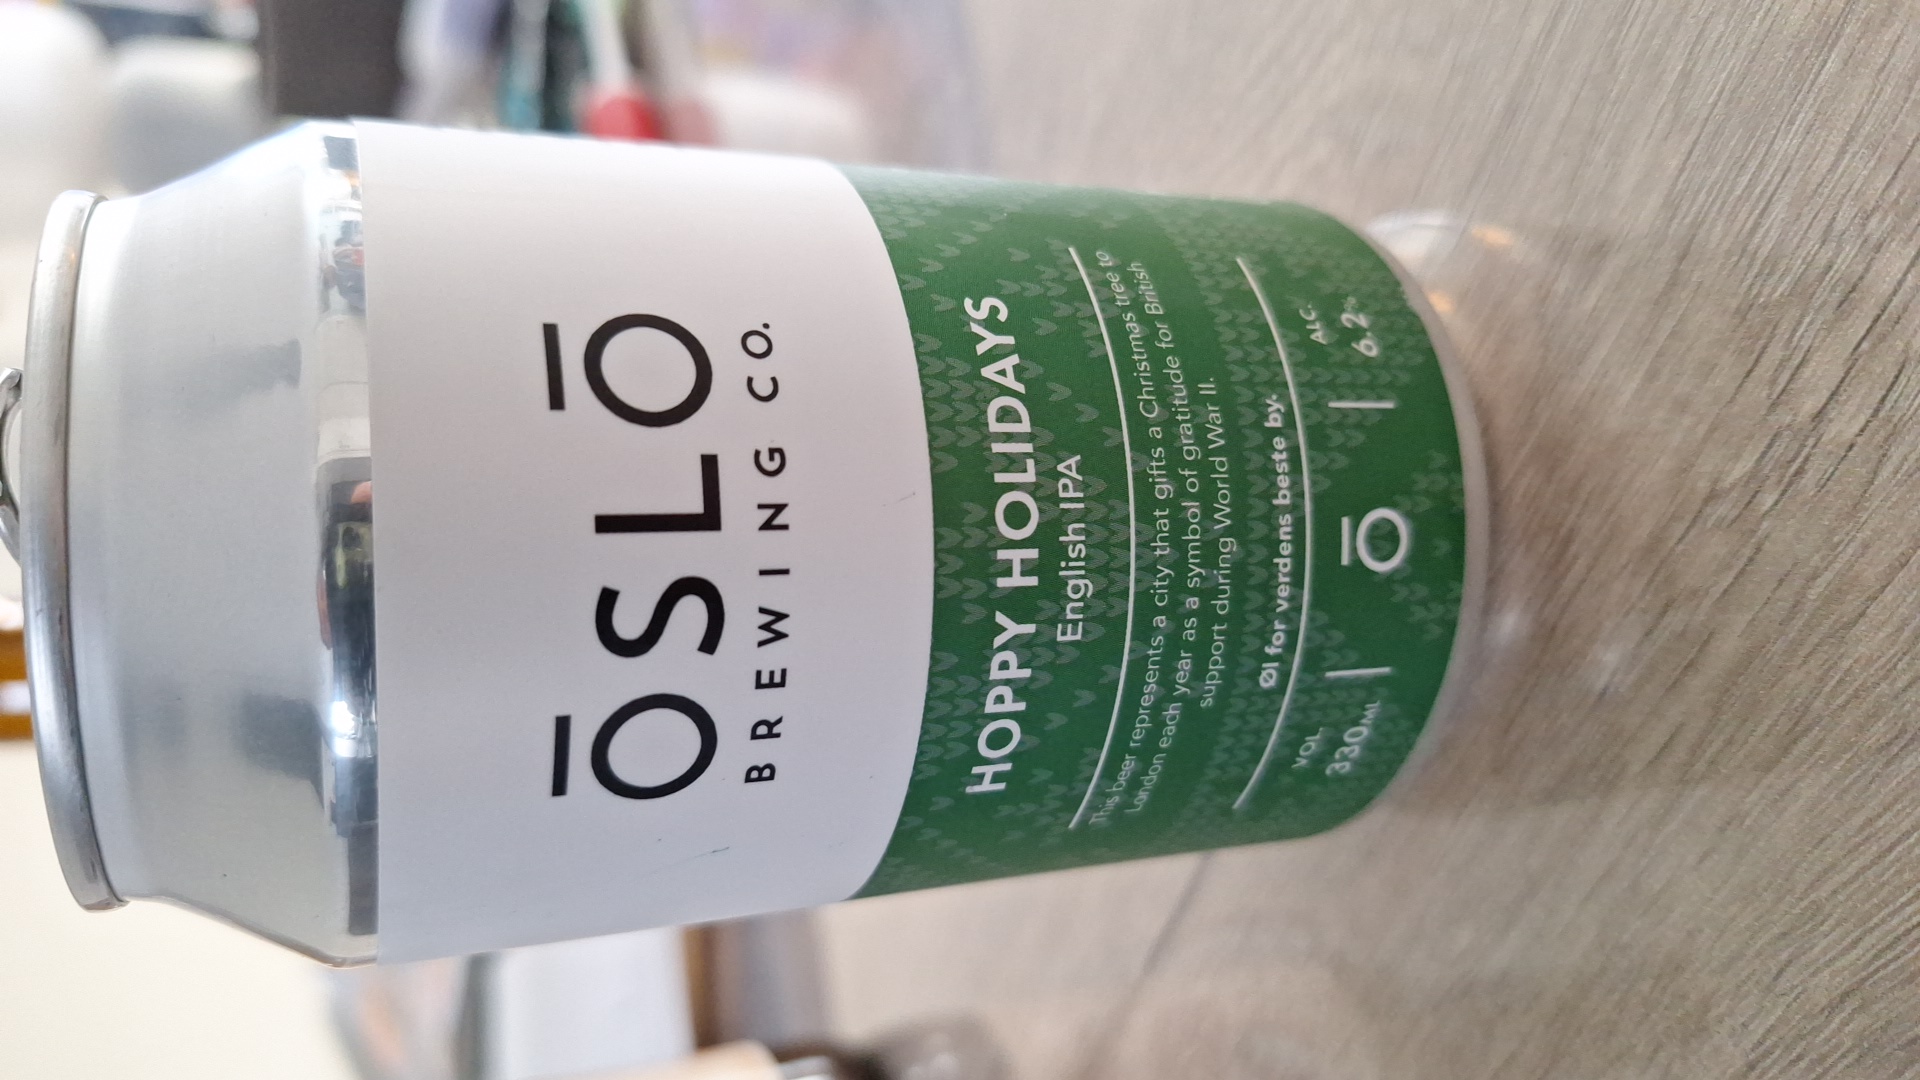 ŌSLŌ
BREWING CO.
HOPPY HOLIDAYS
English IPA
This beer represents a city that gifts a Christmas tree to
London each year as a symbol of gratitude for British
support during World War II.
Øl for verdens beste by.
VOL ALC.
330ML | Ō | 6.2%